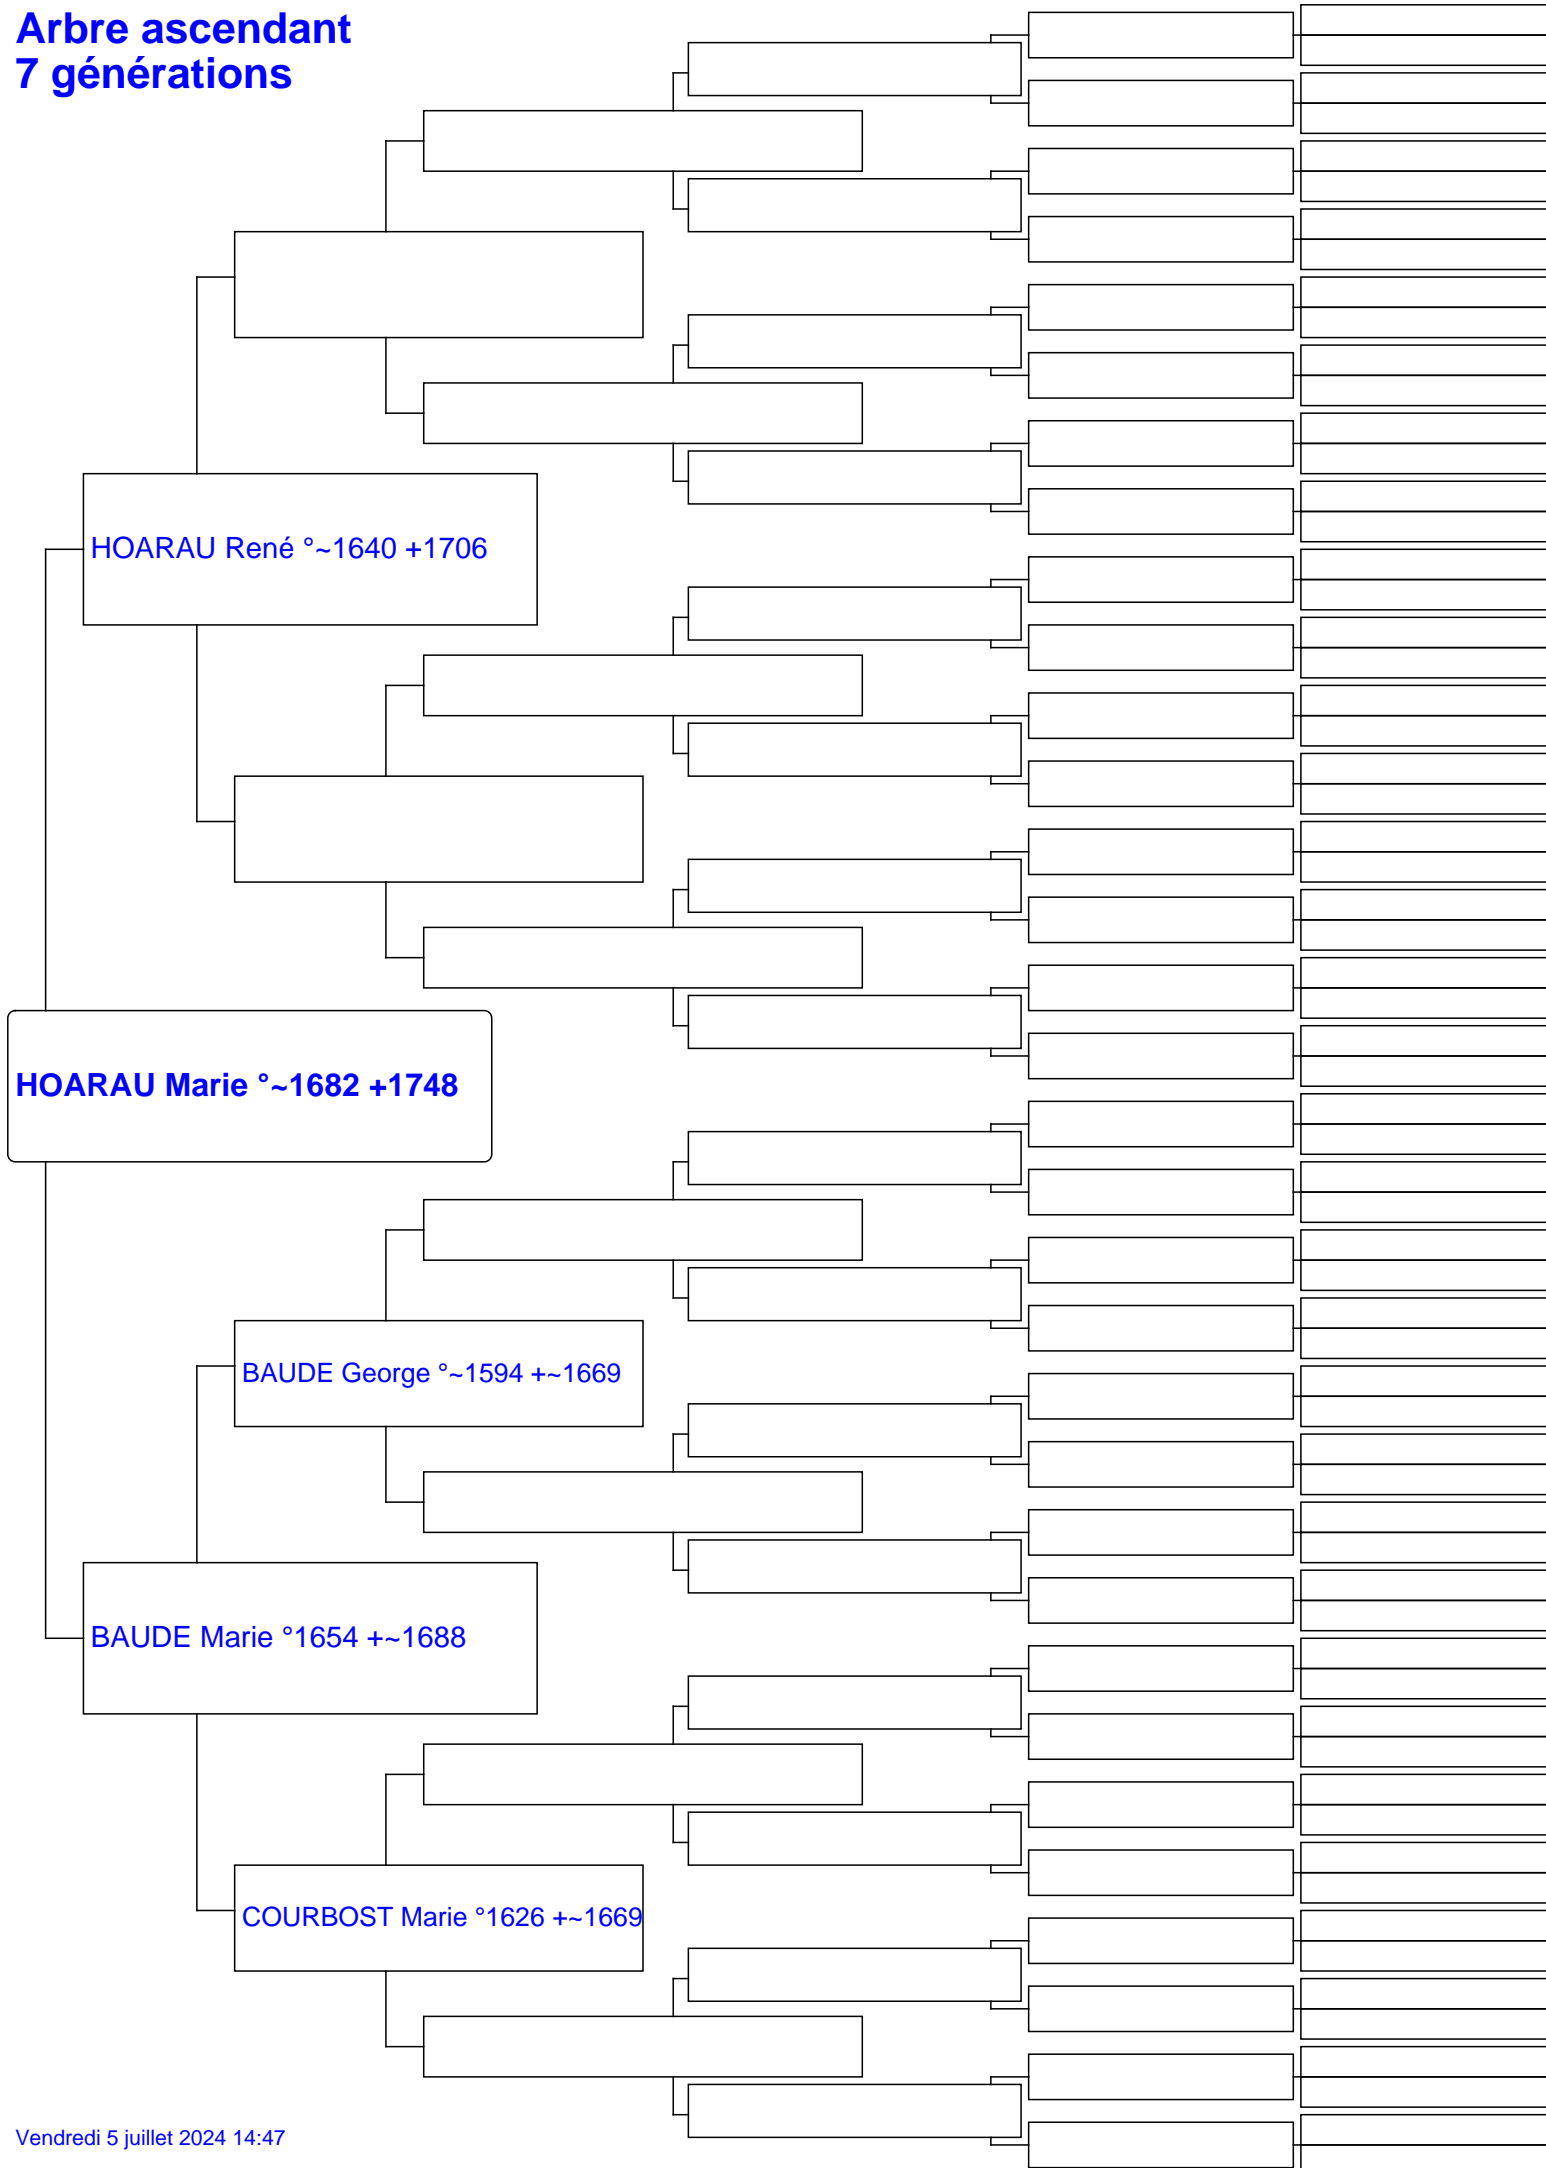 Arbre ascendant
7 générations
HOARAU René °~1640 +1706
HOARAU Marie °~1682 +1748
BAUDE George °~1594 +~1669
BAUDE Marie °1654 +~1688
COURBOST Marie °1626 +~1669
Vendredi 5 juillet 2024 14:47